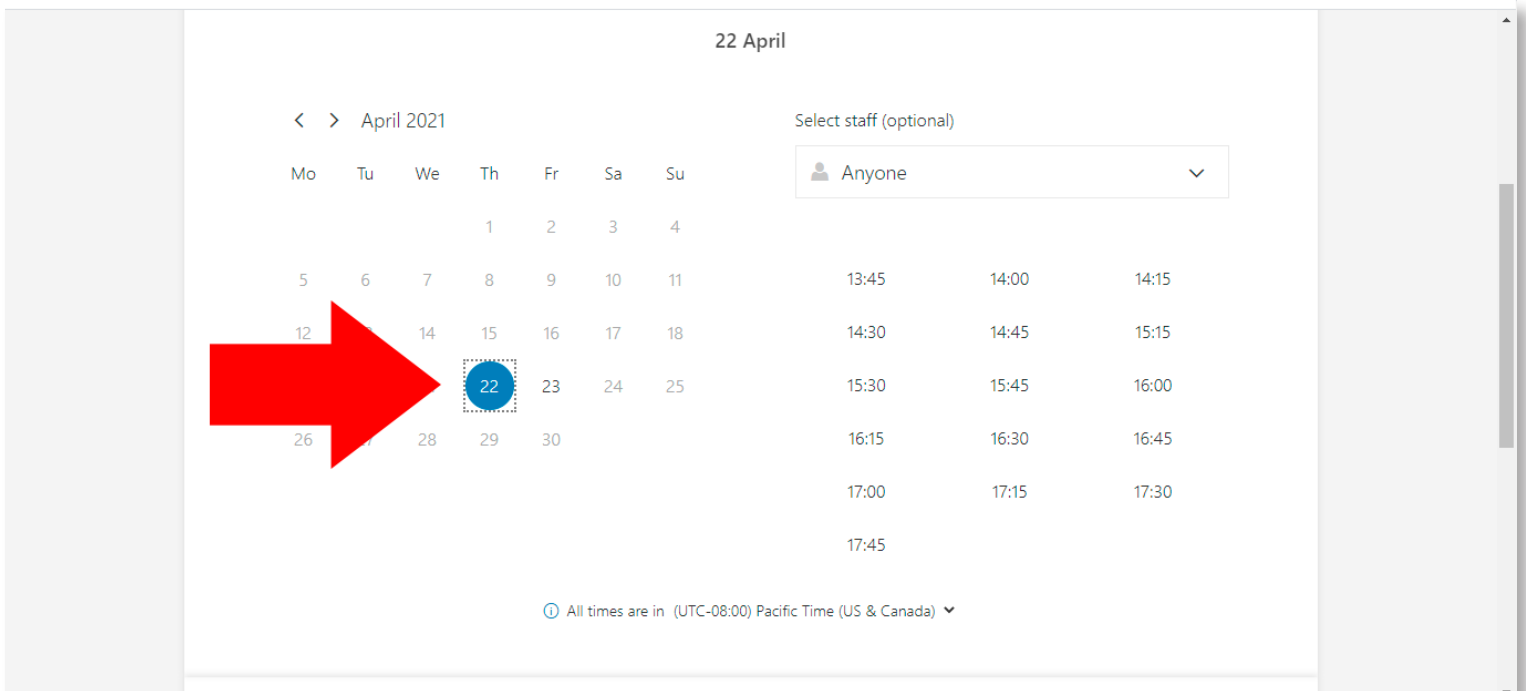 22 April
April 2021
Mo Tu We Th Fr Sa Su
1 2 3 4
5 6 7 8 9 10 11
12 14 15 16 17 18
22 23 24 25
26 28 29 30
Select staff (optional)
Anyone
13:45 14:00 14:15
14:30 14:45 15:15
15:30 15:45 16:00
16:15 16:30 16:45
17:00 17:15 17:30
17:45
All times are in (UTC-08:00) Pacific Time (US & Canada)